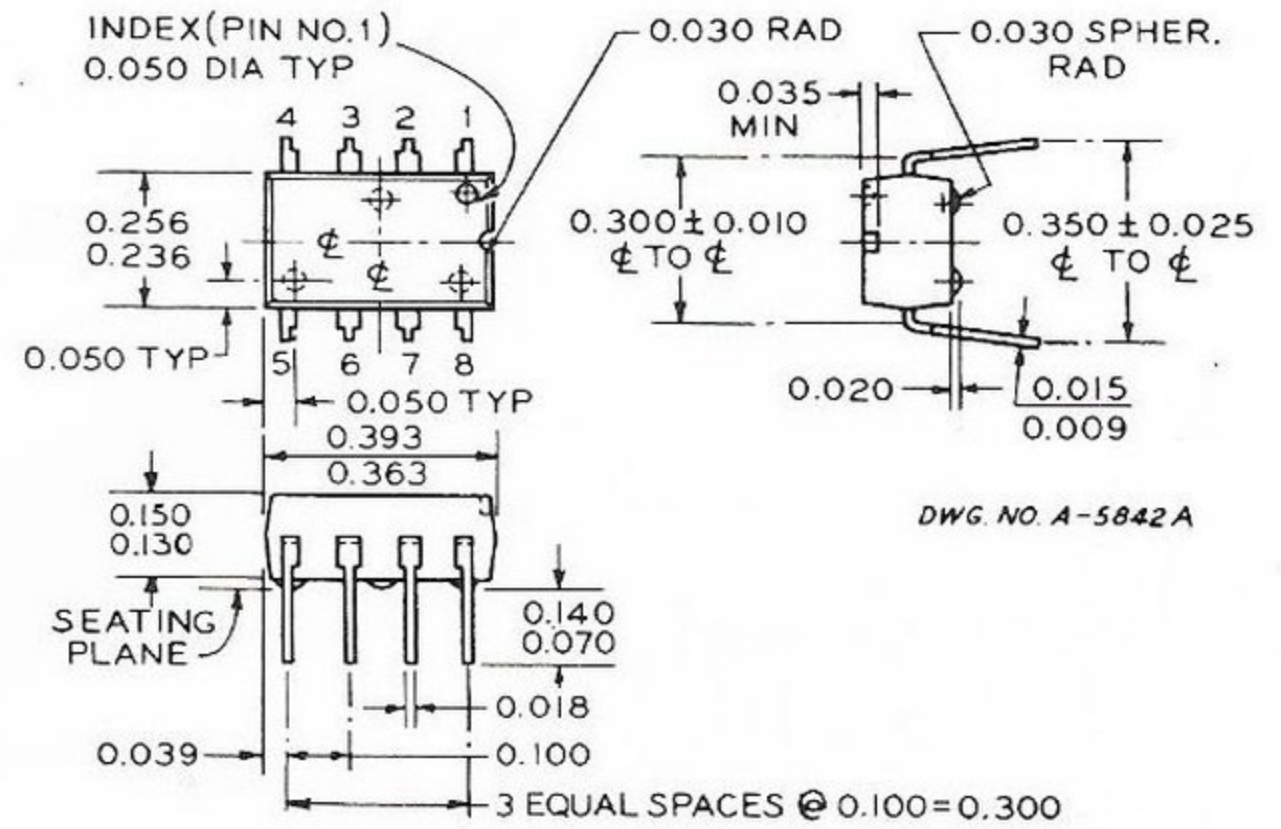 INDEX(PIN NO.1)
0.050 DIA TYP
0.030 RAD
0.030 SPHER.
RAD
0.035
MIN
4 3 2 1
0.256
0.236
℄
℄
0.300±0.010
℄ TO ℄
0.350±0.025
℄ TO ℄
0.050 TYP
5 6 7 8
0.050 TYP
0.020
0.015
0.009
0.393
0.363
0.150
0.130
DWG. NO. A-5842A
SEATING
PLANE
0.140
0.070
0.018
0.039
0.100
3 EQUAL SPACES @ 0.100=0.300